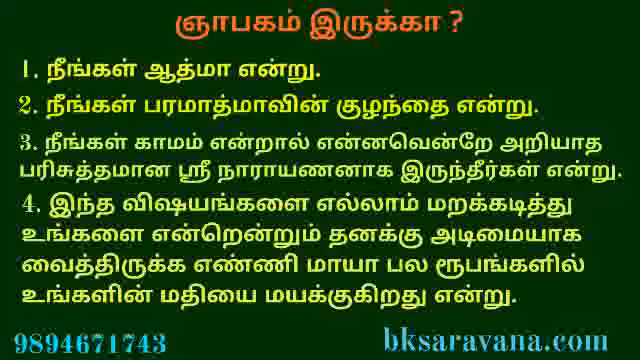 ஞாபகம் இருக்கா ?
1. நீங்கள் ஆத்மா என்று.
2. நீங்கள் பரமாத்மாவின் குழந்தை என்று.
3. நீங்கள் காமம் என்றால் என்னவென்றே அறியாத
பரிசுத்தமான ஸ்ரீ நாராயணனாக இருந்தீர்கள் என்று.
4. இந்த விஷயங்களை எல்லாம் மறக்கடித்து
உங்களை என்றென்றும் தனக்கு அடிமையாக
வைத்திருக்க எண்ணி மாயா பல ரூபங்களில்
உங்களின் மதியை மயக்குகிறது என்று.
9894671743 bksaravana.com